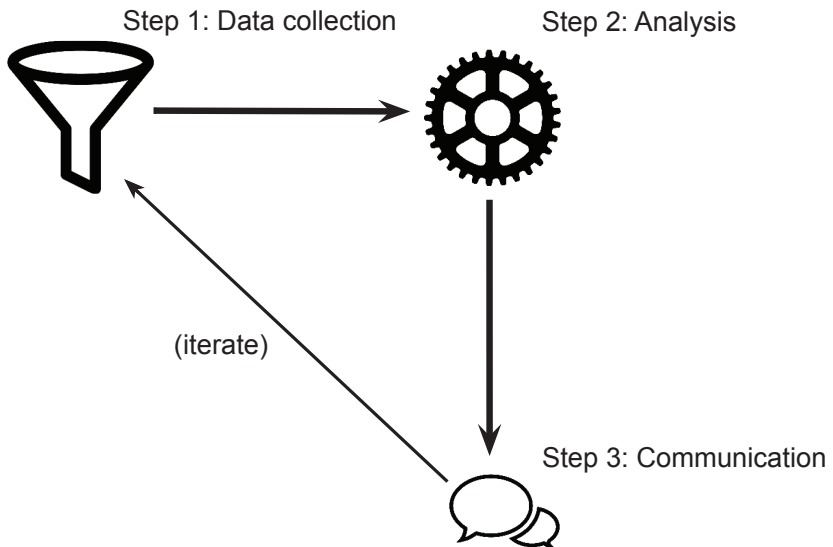 Step 1: Data collection
Step 2: Analysis
(iterate)
Step 3: Communication